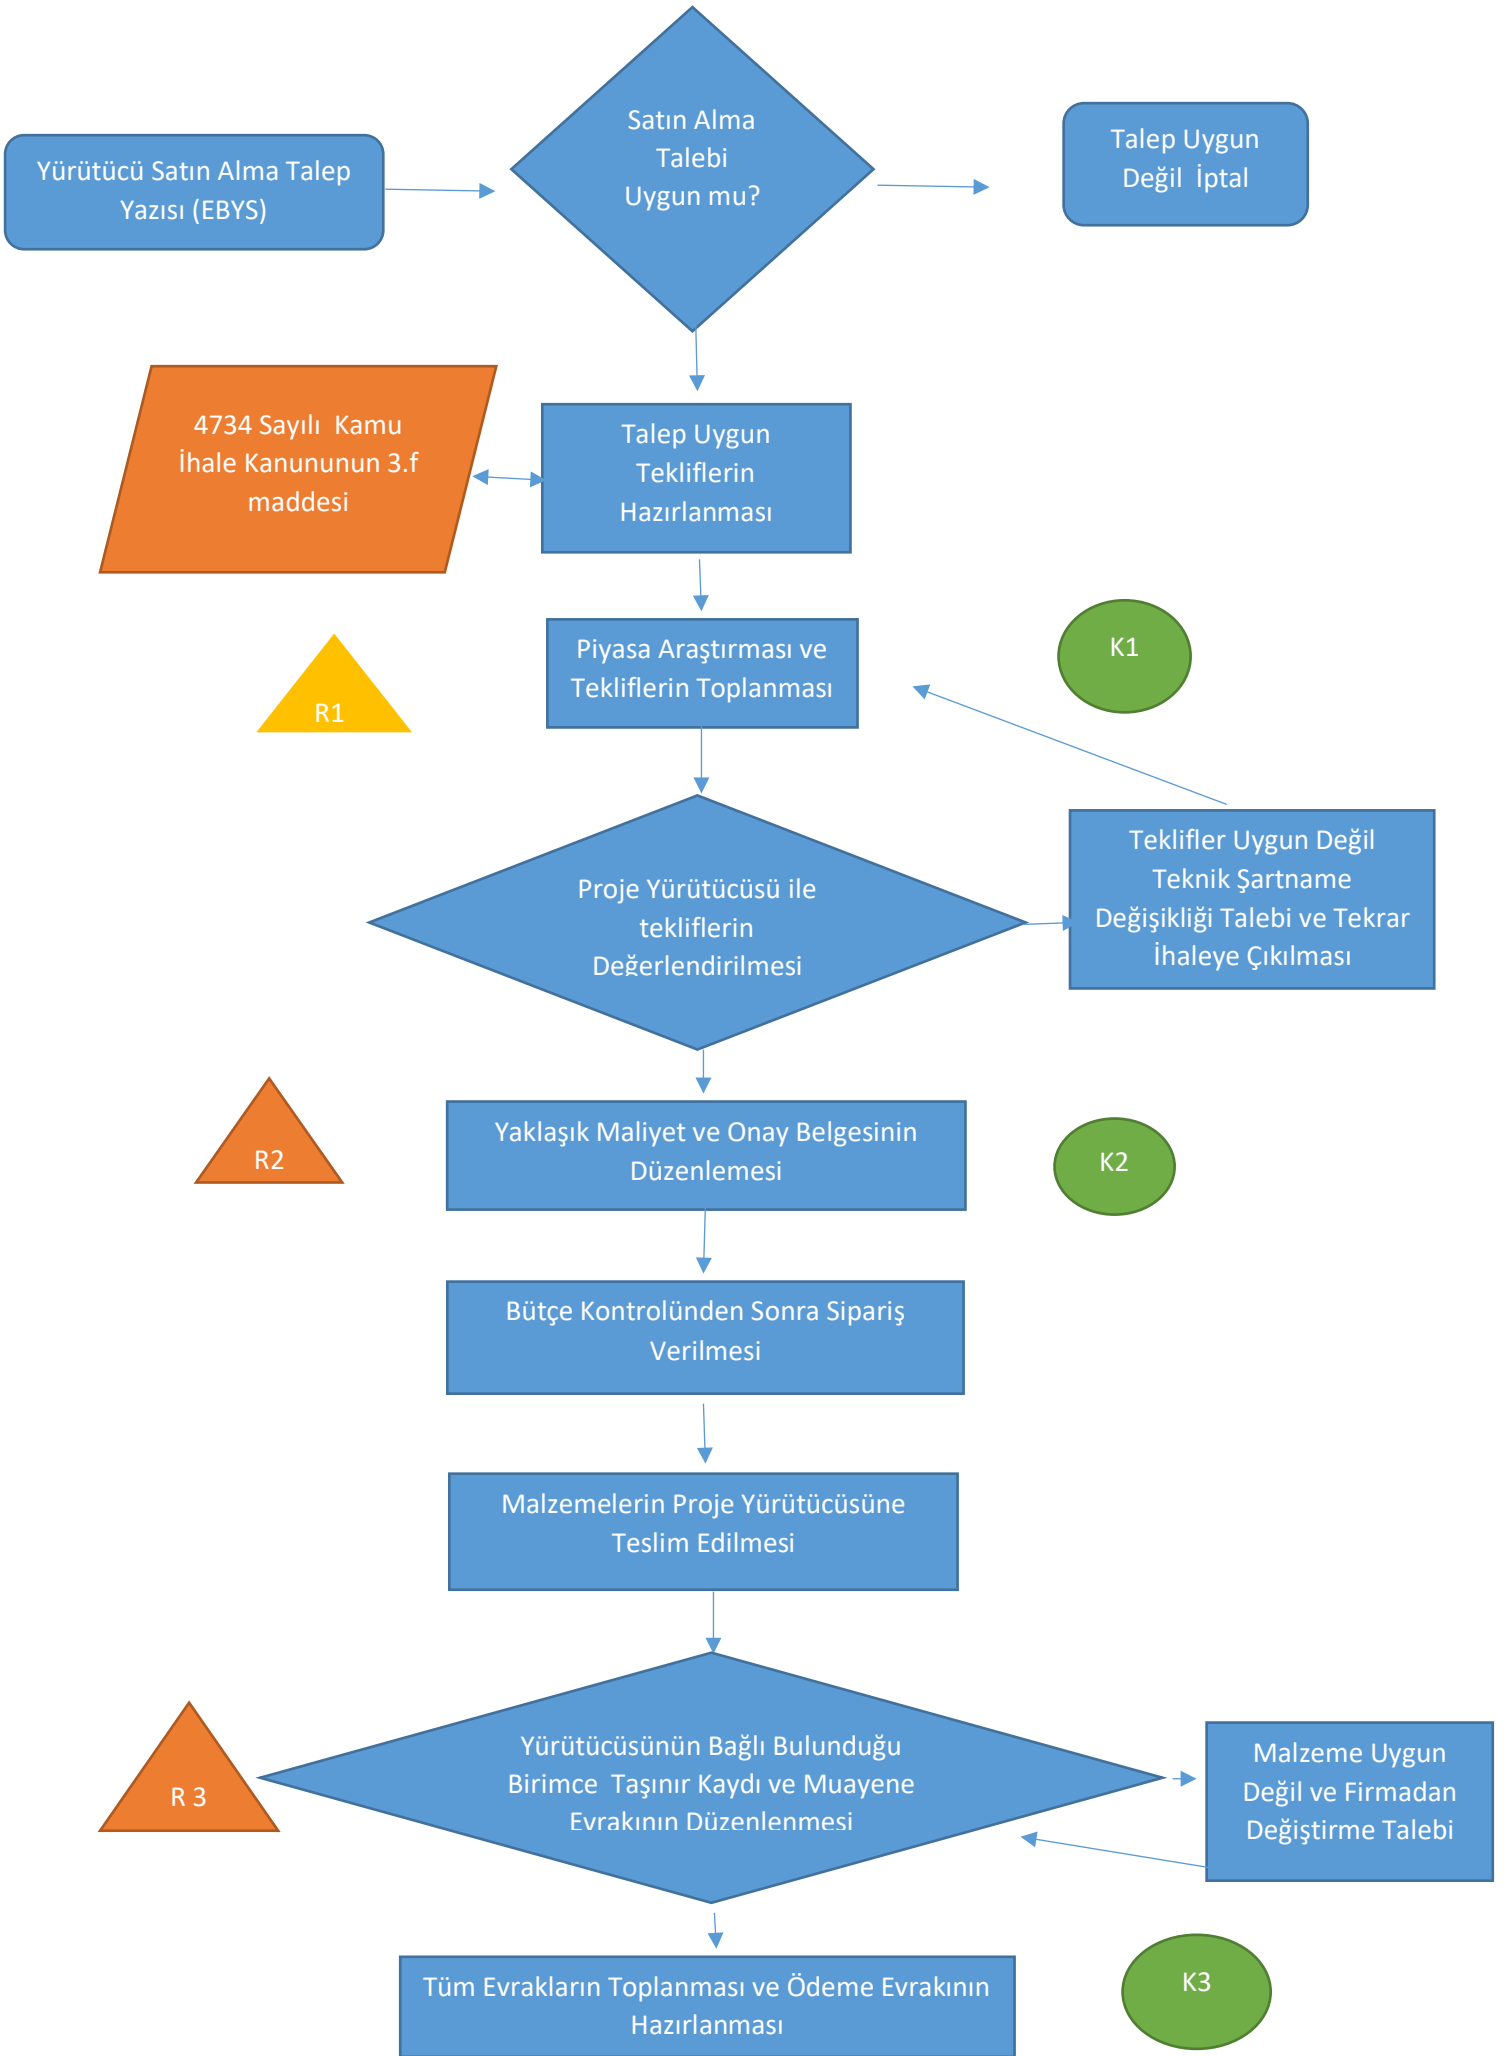 Yürütücü Satın Alma Talep
Yazısı (EBYS)
Satın Alma
Talebi
Uygun mu?
Talep Uygun
Değil  İptal
4734 Sayılı  Kamu
İhale Kanununun 3.f
maddesi
Talep Uygun
Tekliflerin
Hazırlanması
R1
Piyasa Araştırması ve
Tekliflerin Toplanması
K1
Proje Yürütücüsü ile
tekliflerin
Değerlendirilmesi
Teklifler Uygun Değil
Teknik Şartname
Değişikliği Talebi ve Tekrar
İhaleye Çıkılması
R2
Yaklaşık Maliyet ve Onay Belgesinin
Düzenlemesi
K2
Bütçe Kontrolünden Sonra Sipariş
Verilmesi
Malzemelerin Proje Yürütücüsüne
Teslim Edilmesi
R 3
Yürütücüsünün Bağlı Bulunduğu
Birimce  Taşınır Kaydı ve Muayene
Evrakının Düzenlenmesi
Malzeme Uygun
Değil ve Firmadan
Değiştirme Talebi
Tüm Evrakların Toplanması ve Ödeme Evrakının
Hazırlanması
K3